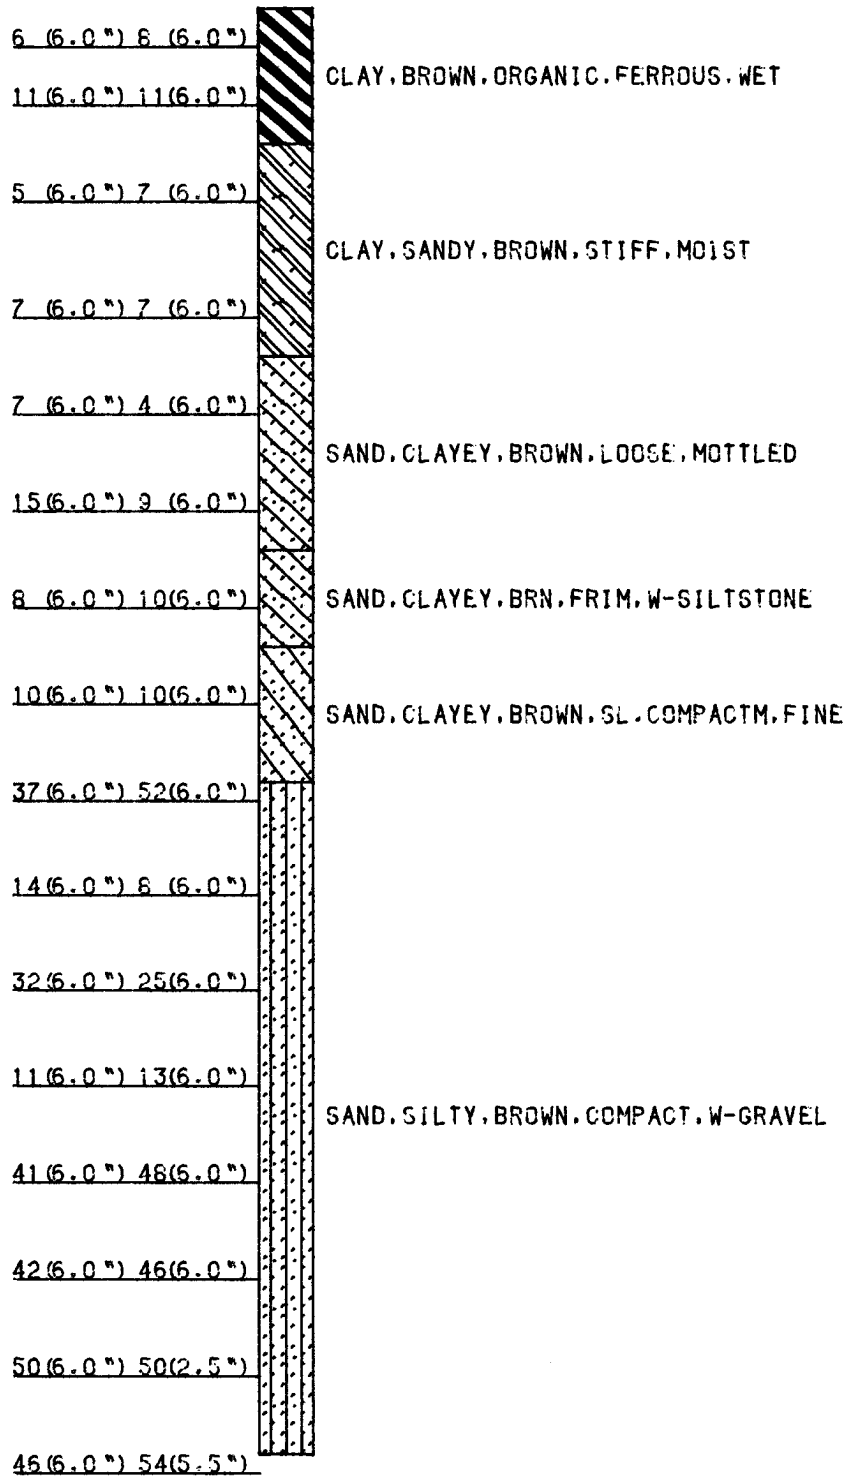 6 (6.0") 8 (6.0")
CLAY,BROWN,ORGANIC,FERROUS,WET
11(6.0") 11(6.0")
5 (6.0") 7 (6.0")
CLAY,SANDY,BROWN,STIFF,MOIST
7 (6.0") 7 (6.0")
7 (6.0") 4 (6.0")
SAND,CLAYEY,BROWN,LOOSE,MOTTLED
15(6.0") 9 (6.0")
8 (6.0") 10(6.0")
SAND,CLAYEY,BRN,FRIM,W-SILTSTONE
10(6.0") 10(6.0")
SAND,CLAYEY,BROWN,SL.COMPACTM,FINE
37(6.0") 52(6.0")
14(6.0") 8 (6.0")
32(6.0") 25(6.0")
11(6.0") 13(6.0")
SAND,SILTY,BROWN,COMPACT,W-GRAVEL
41(6.0") 48(6.0")
42(6.0") 46(6.0")
50(6.0") 50(2.5")
46(6.0") 54(5.5")